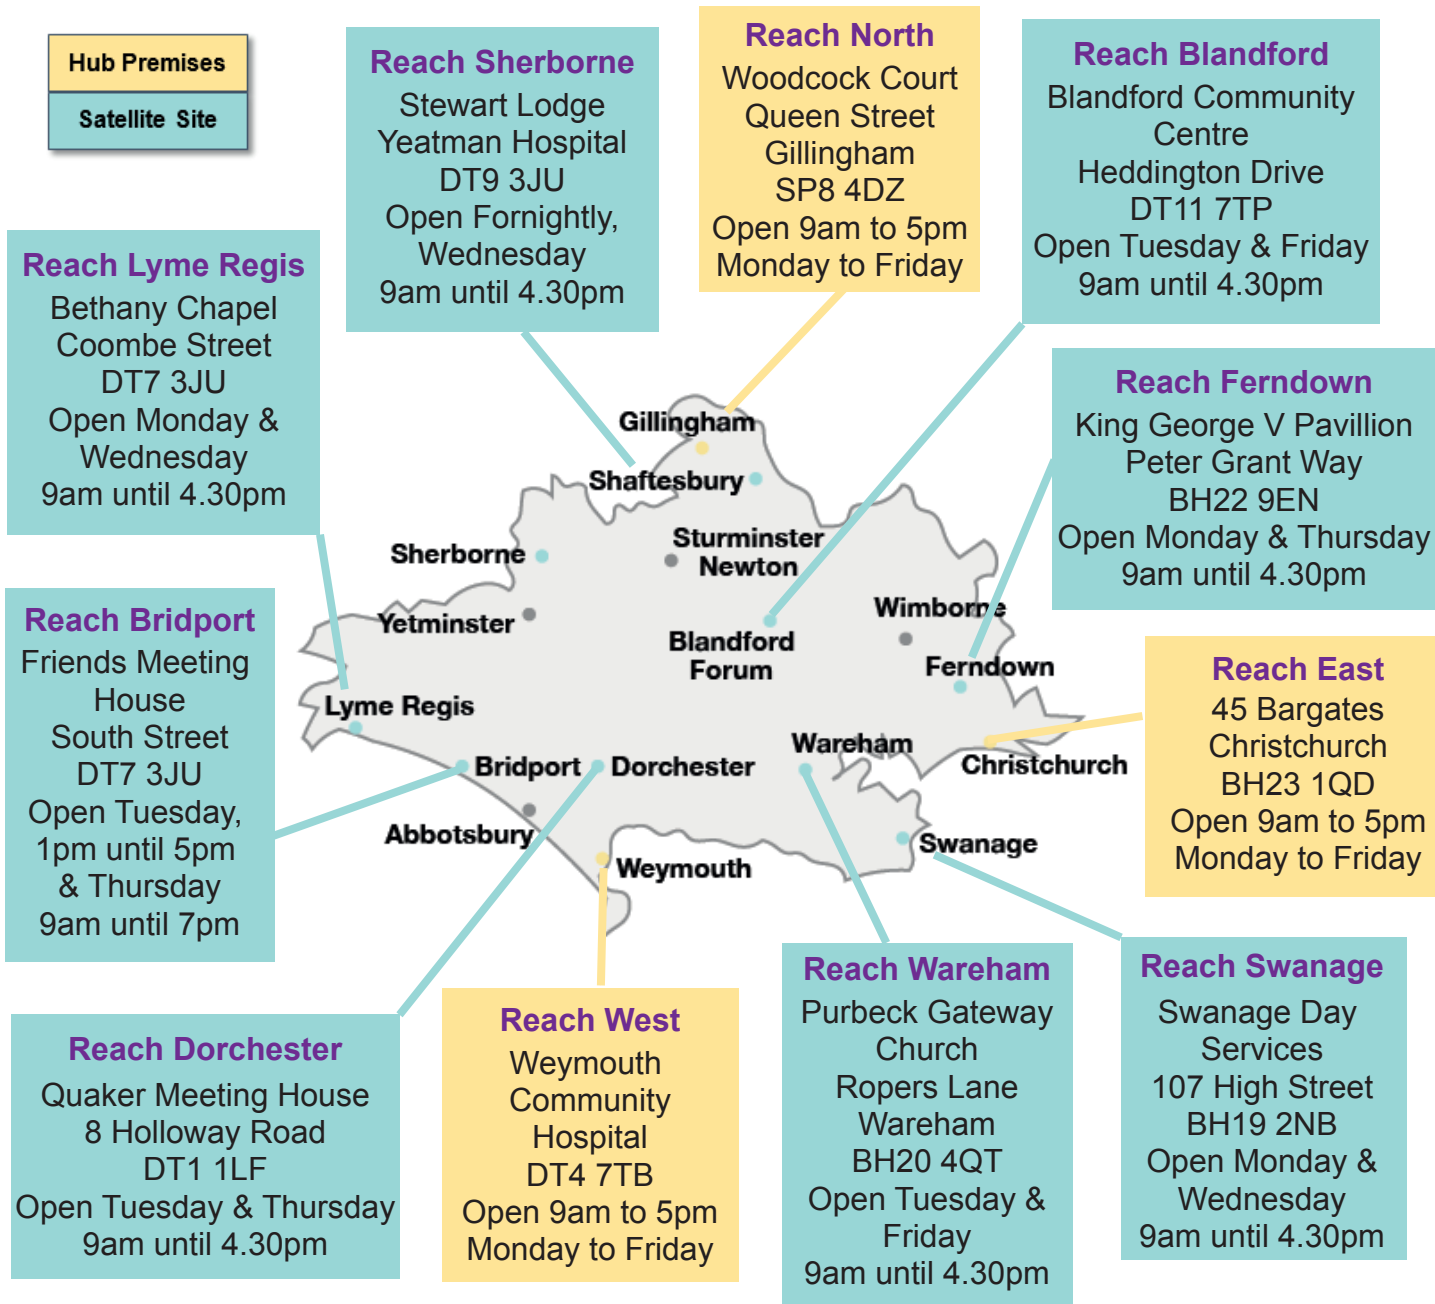 Hub Premises
Satellite Site
Reach Sherborne
Stewart Lodge
Yeatman Hospital
DT9 3JU
Open Fornightly,
Wednesday
9am until 4.30pm
Reach North
Woodcock Court
Queen Street
Gillingham
SP8 4DZ
Open 9am to 5pm
Monday to Friday
Reach Blandford
Blandford Community
Centre
Heddington Drive
DT11 7TP
Open Tuesday & Friday
9am until 4.30pm
Reach Lyme Regis
Bethany Chapel
Coombe Street
DT7 3JU
Open Monday &
Wednesday
9am until 4.30pm
Reach Ferndown
King George V Pavillion
Peter Grant Way
BH22 9EN
Open Monday & Thursday
9am until 4.30pm
Gillingham
Shaftesbury
Sherborne
Sturminster
Newton
Yetminster
Wimborne
Blandford
Forum
Ferndown
Lyme Regis
Wareham
Christchurch
Bridport
Dorchester
Abbotsbury
Swanage
Weymouth
Reach Bridport
Friends Meeting
House
South Street
DT7 3JU
Open Tuesday,
1pm until 5pm
& Thursday
9am until 7pm
Reach East
45 Bargates
Christchurch
BH23 1QD
Open 9am to 5pm
Monday to Friday
Reach Dorchester
Quaker Meeting House
8 Holloway Road
DT1 1LF
Open Tuesday & Thursday
9am until 4.30pm
Reach West
Weymouth
Community
Hospital
DT4 7TB
Open 9am to 5pm
Monday to Friday
Reach Wareham
Purbeck Gateway
Church
Ropers Lane
Wareham
BH20 4QT
Open Tuesday &
Friday
9am until 4.30pm
Reach Swanage
Swanage Day
Services
107 High Street
BH19 2NB
Open Monday &
Wednesday
9am until 4.30pm